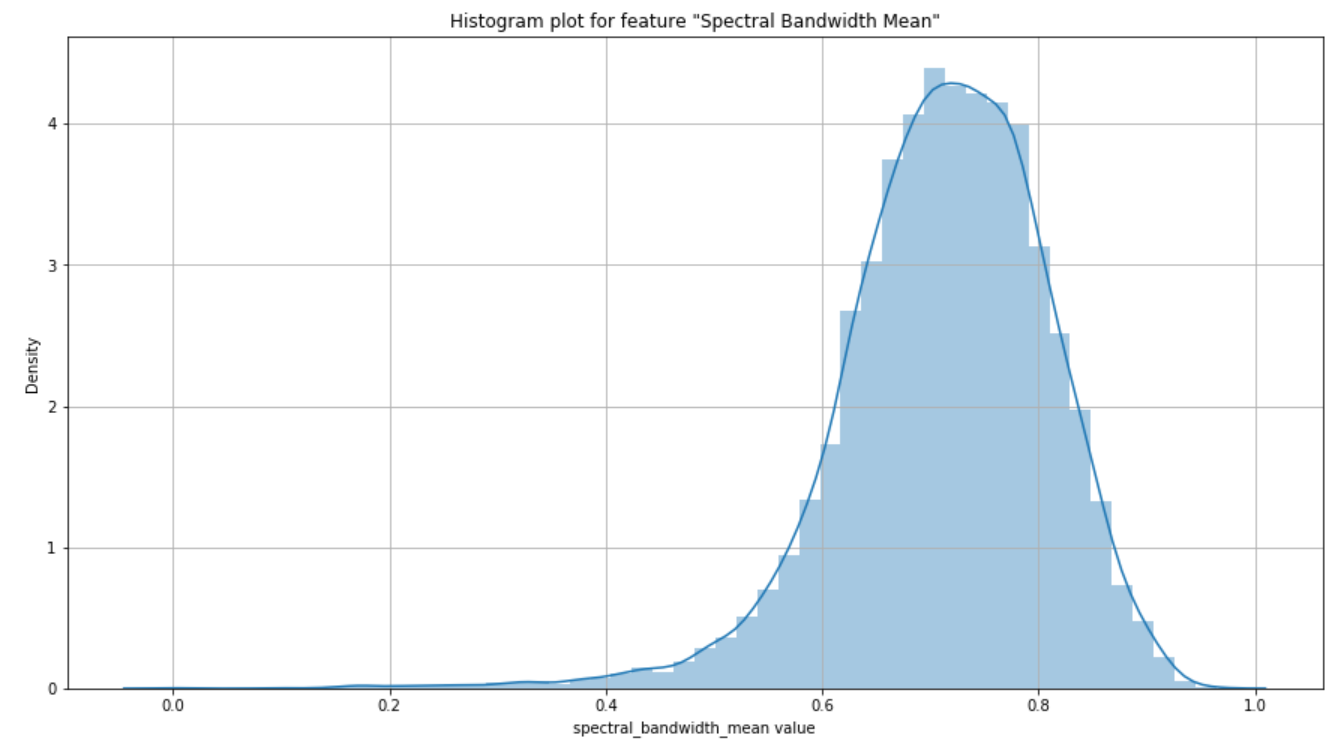 Histogram plot for feature "Spectral Bandwidth Mean"
Density
4
3
2
1
0
0.0 0.2 0.4 0.6 0.8 1.0
spectral_bandwidth_mean value